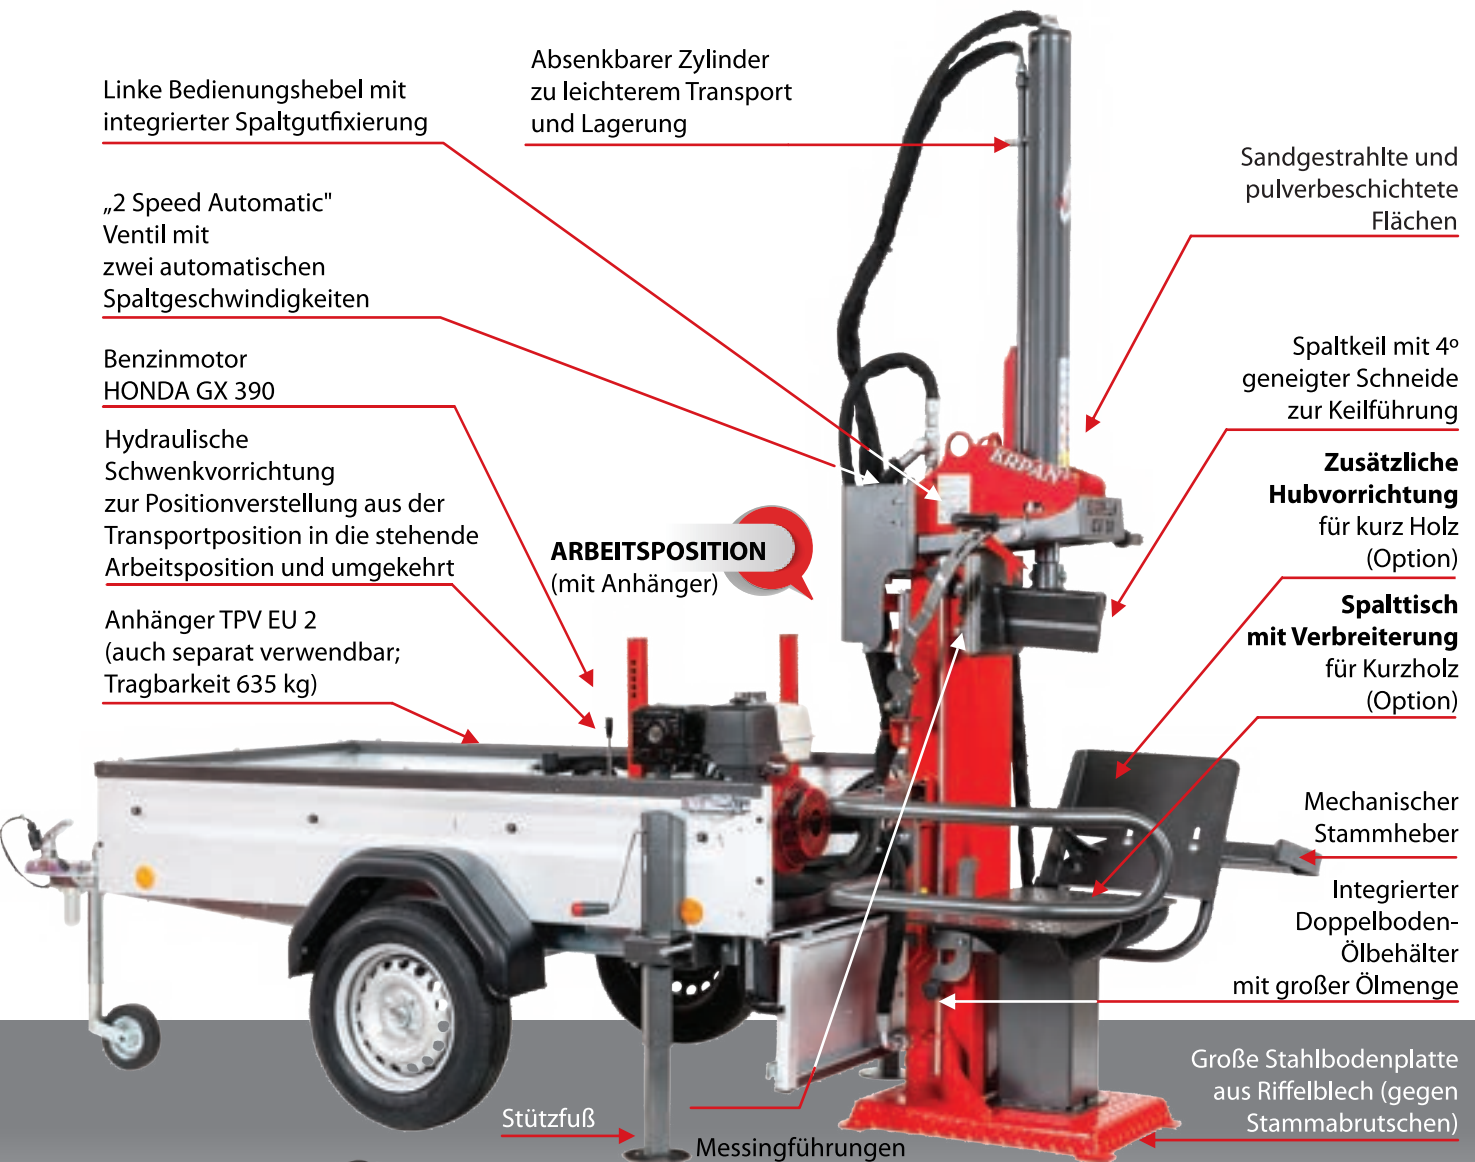 Linke Bedienungshebel mit
integrierter Spaltgutfixierung
„2 Speed Automatic"
Ventil mit
zwei automatischen
Spaltgeschwindigkeiten
Benzinmotor
HONDA GX 390
Hydraulische
Schwenkvorrichtung
zur Positionverstellung aus der
Transportposition in die stehende
Arbeitsposition und umgekehrt
Anhänger TPV EU 2
(auch separat verwendbar;
Tragbarkeit 635 kg)
Absenkbarer Zylinder
zu leichterem Transport
und Lagerung
ARBEITSPOSITION
(mit Anhänger)
KRPAN
Sandgestrahlte und
pulverbeschichtete
Flächen
Spaltkeil mit 4º
geneigter Schneide
zur Keilführung
Zusätzliche
Hubvorrichtung
für kurz Holz
(Option)
Spalttisch
mit Verbreiterung
für Kurzholz
(Option)
Mechanischer
Stammheber
Integrierter
Doppelboden-
Ölbehälter
mit großer Ölmenge
Große Stahlbodenplatte
aus Riffelblech (gegen
Stammabrutschen)
Stützfuß
Messingführungen